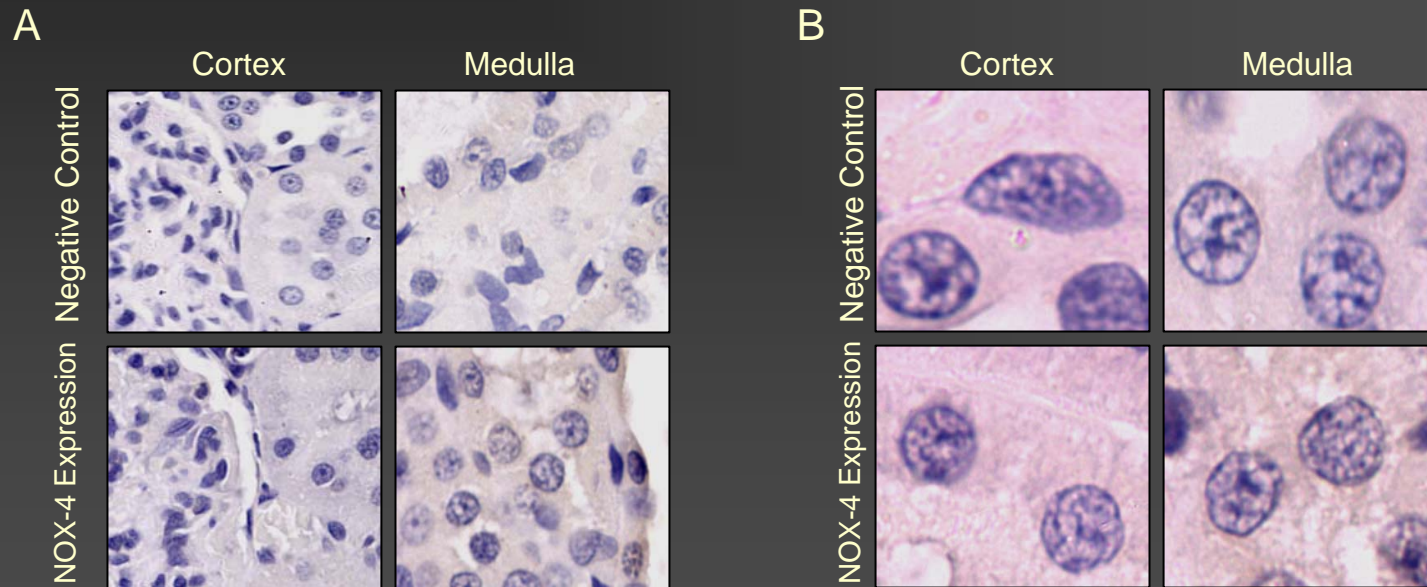 A
Cortex
Medulla
Negative Control
NOX-4 Expression
B
Cortex
Medulla
Negative Control
NOX-4 Expression